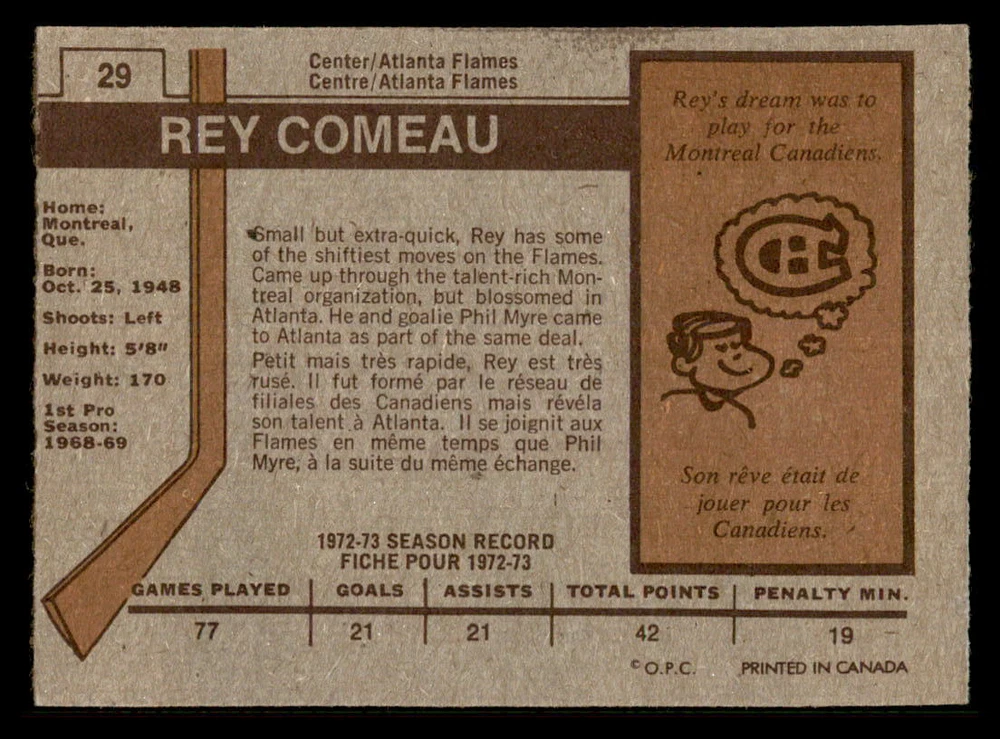 29
Center/Atlanta Flames
Centre/Atlanta Flames
REY COMEAU
Home:
Montreal,
Que.
Born:
Oct. 25, 1948
Shoots: Left
Height: 5'8"
Weight: 170
1st Pro
Season:
1968-69
Small but extra-quick, Rey has some
of the shiftiest moves on the Flames.
Came up through the talent-rich Mon-
treal organization, but blossomed in
Atlanta. He and goalie Phil Myre came
to Atlanta as part of the same deal.
Petit mais très rapide, Rey est très
rusé. Il fut formé par le réseau de
filiales des Canadiens mais révéla
son talent à Atlanta. Il se joignit aux
Flames en même temps que Phil
Myre, à la suite du même échange.
Rey's dream was to
play for the
Montreal Canadiens.
CH
Son rêve était de
jouer pour les
Canadiens.
1972-73 SEASON RECORD
FICHE POUR 1972-73
GAMES PLAYED GOALS ASSISTS TOTAL POINTS PENALTY MIN.
77 21 21 42 19
© O.P.C. PRINTED IN CANADA